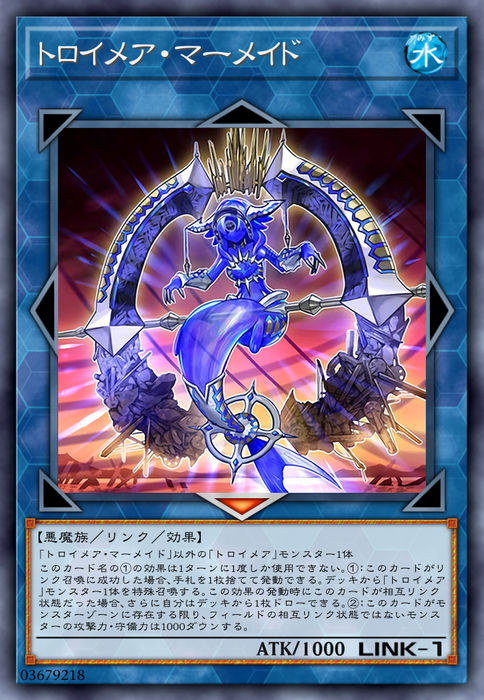 トロイメア・マーメイド
みず
水
【悪魔族／リンク／効果】
「トロイメア・マーメイド」以外の「トロイメア」モンスター1体
このカード名の①の効果は1ターンに1度しか使用できない。①:このカードがリ
ンク召喚に成功した場合、手札を1枚捨てて発動できる。デッキから「トロイメア
」モンスター1体を特殊召喚する。この効果の発動時にこのカードが相互リンク
状態だった場合、さらに自分はデッキから1枚ドローできる。②:このカードがモ
ンスターゾーンに存在する限り、フィールドの相互リンク状態ではないモンス
ターの攻撃力・守備力は1000ダウンする。
ATK/1000 LINK-1
03679218